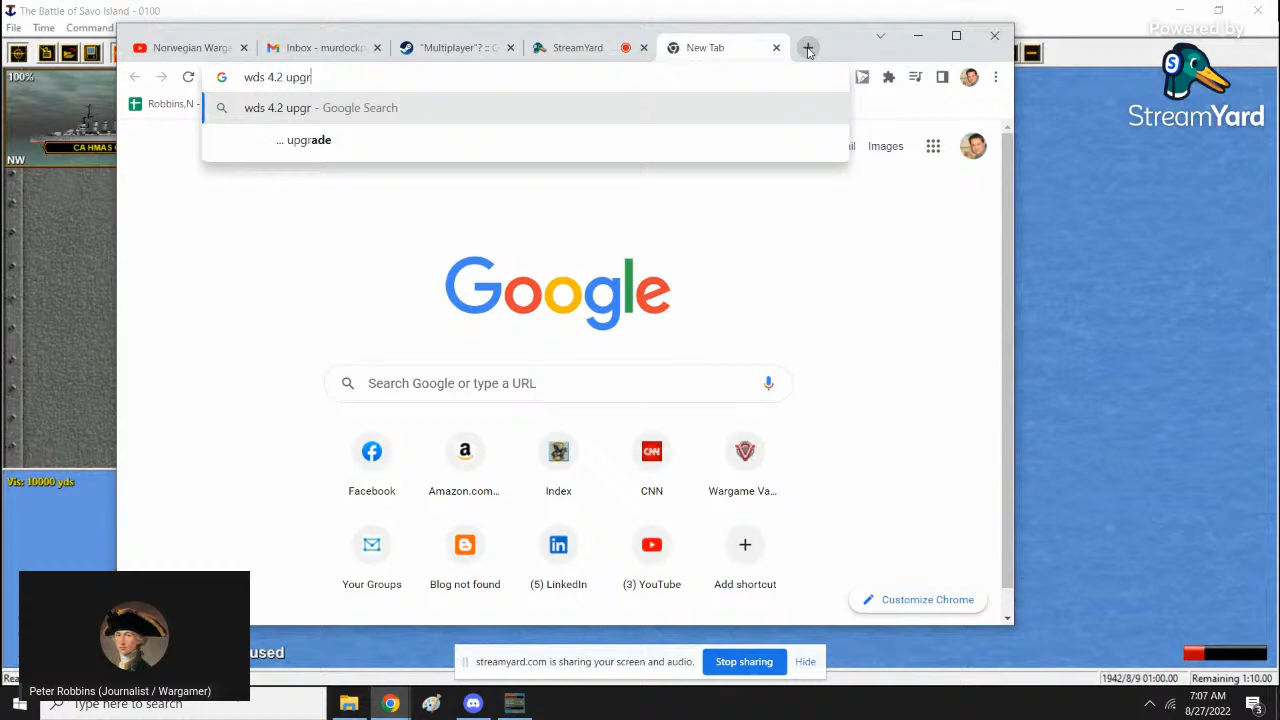 The Battle of Savo Island - 0100
File Time Command
Powered by
StreamYard
Norwegian Warg
Inbox - murdockp
StreamYard
New Tab
100%
NW
wds 4.2 upgr
Robbins,N -
wds 4.2 upgr - Google Search
... upgrade
Images
Google
Search Google or type a URL
Facebook
Amazon.com...
Index
CNN
Wargame Va...
Your Groups
Blog not found
(5) LinkedIn
(3) YouTube
Add shortcut
Customize Chrome
Vis: 10000 yds
used
streamyard.com is sharing your screen and audio.
Stop sharing
Hide
Peter Robbins (Journalist / Wargamer)
1942/8/9 01:00.00
Remaining 1:10.00
Type here to search
7:07 AM
8/27/2022
3